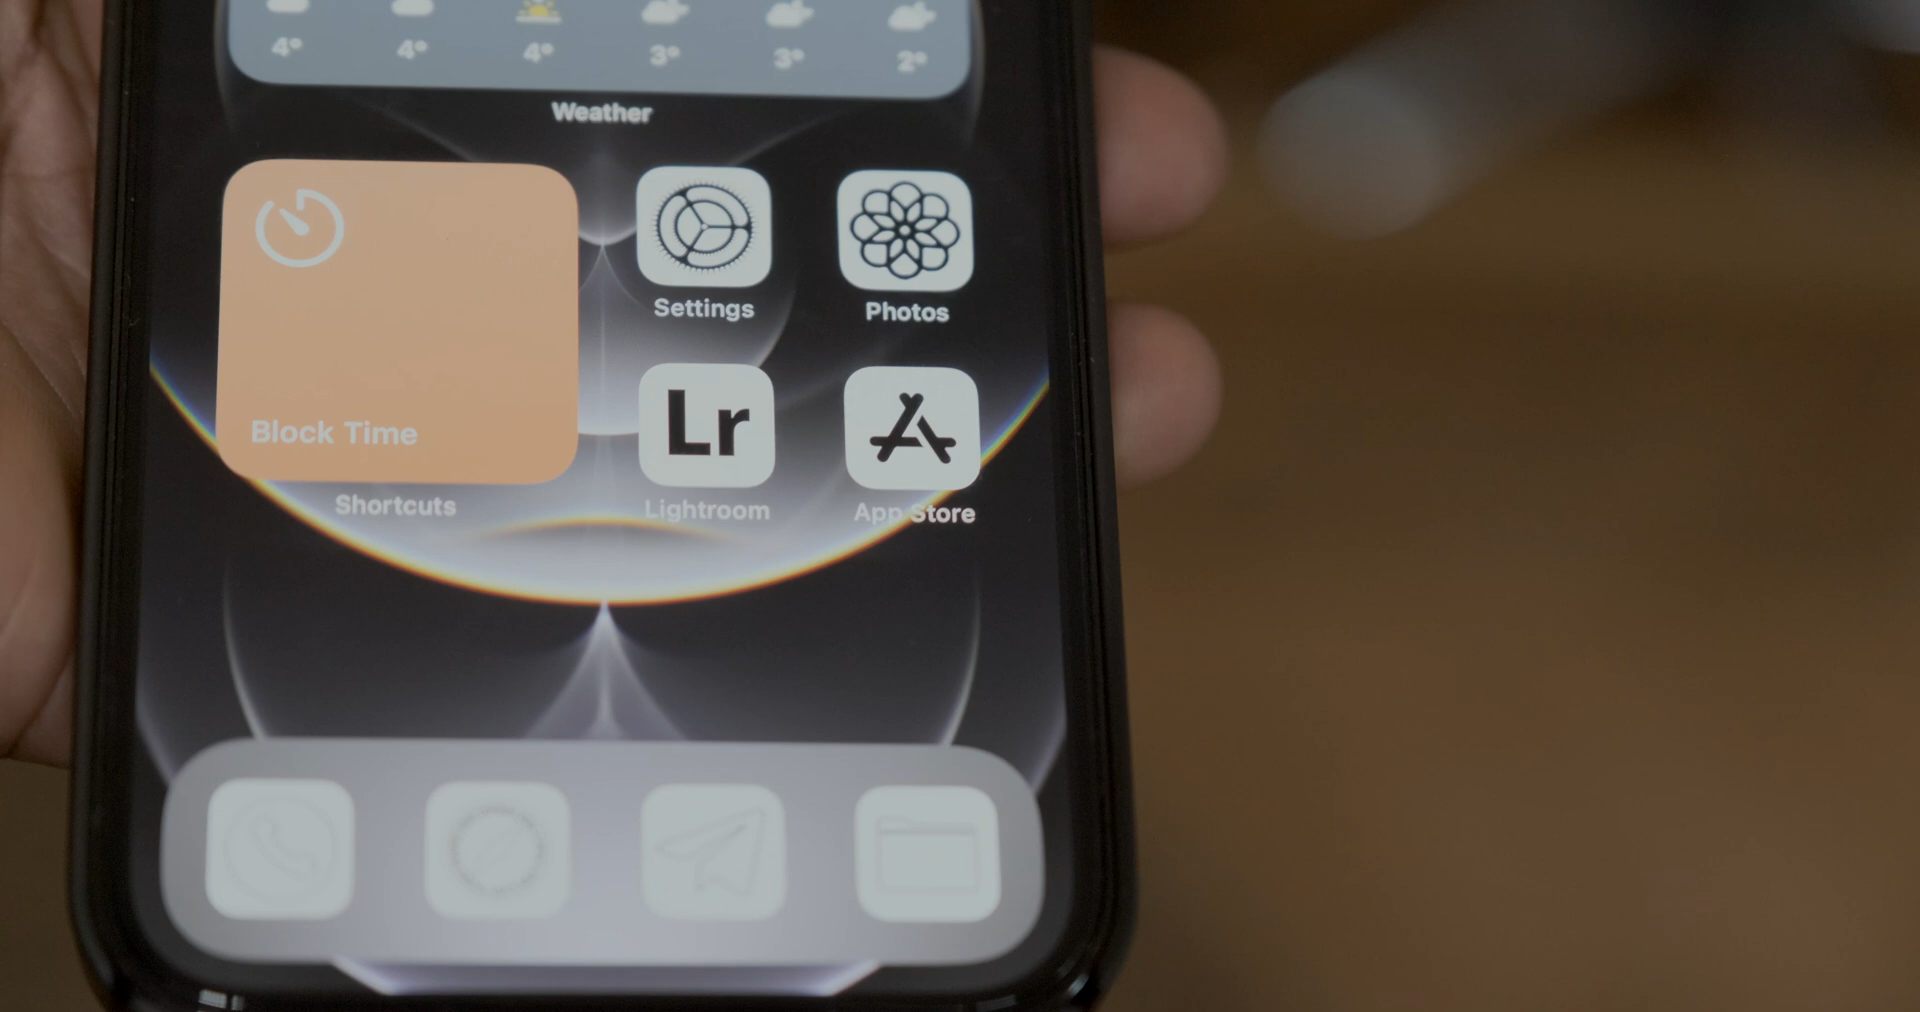 4° 4° 4° 3° 3° 2°
Weather
Block Time
Shortcuts
Settings
Photos
Lr
Lightroom
App Store